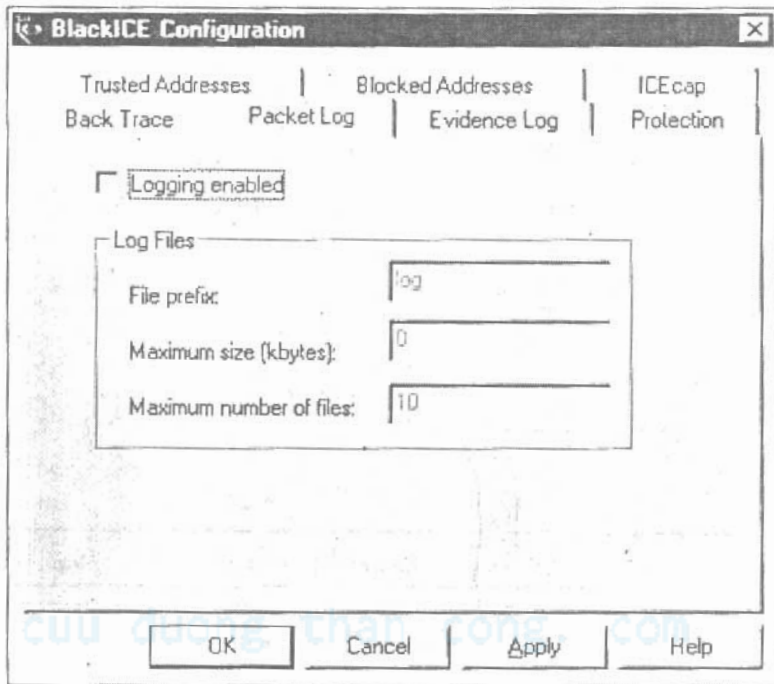 BlackICE Configuration
Trusted Addresses Blocked Addresses ICEcap
Back Trace Packet Log Evidence Log Protection
Logging enabled
Log Files
File prefix: log
Maximum size (kbytes): 0
Maximum number of files: 10
cuu duong than cong. com
OK Cancel Apply Help